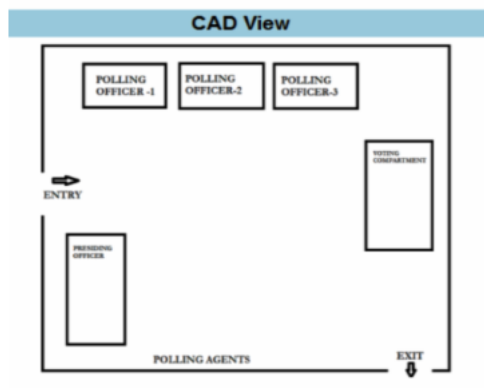 CAD View
POLLING
OFFICER -1
POLLING
OFFICER-2
POLLING
OFFICER-3
VOTING
COMPARTMENT
ENTRY
PRESIDING
OFFICER
POLLING AGENTS
EXIT